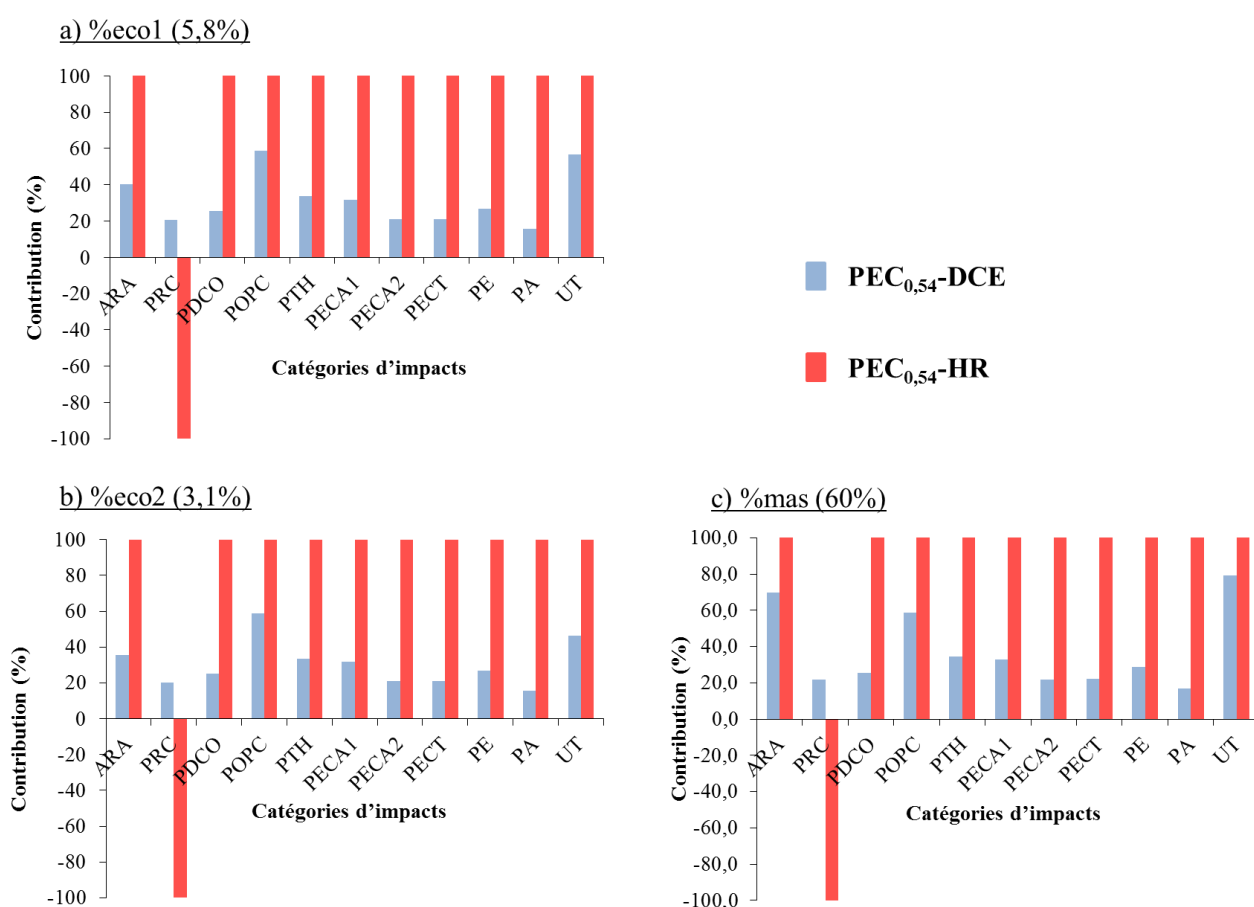 a) %eco1 (5,8%)
100
80
60
40
20
0
-20
-40
-60
-80
-100
Contribution (%)
ARA
PRC
PDCO
POPC
PTH
PECA1
PECA2
PECT
PE
PA
UT
Catégories d’impacts
PEC0,54-DCE
PEC0,54-HR
b) %eco2 (3,1%)
100
80
60
40
20
0
-20
-40
-60
-80
-100
Contribution (%)
ARA
PRC
PDCO
POPC
PTH
PECA1
PECA2
PECT
PE
PA
UT
Catégories d’impacts
c) %mas (60%)
100,0
80,0
60,0
40,0
20,0
0,0
-20,0
-40,0
-60,0
-80,0
-100,0
Contribution (%)
ARA
PRC
PDCO
POPC
PTH
PECA1
PECA2
PECT
PE
PA
UT
Catégories d’impacts